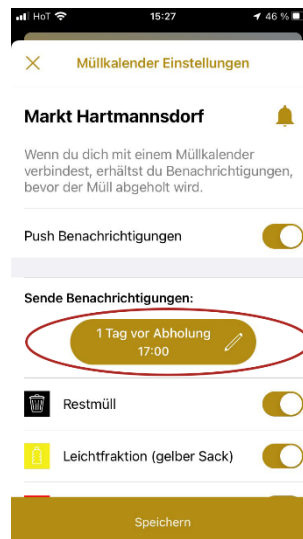 HoT 15:27 46 %
Müllkalender Einstellungen
Markt Hartmannsdorf
Wenn du dich mit einem Müllkalender
verbindest, erhältst du Benachrichtigungen,
bevor der Müll abgeholt wird.
Push Benachrichtigungen
Sende Benachrichtigungen:
1 Tag vor Abholung
17:00
Restmüll
Leichtfraktion (gelber Sack)
Speichern